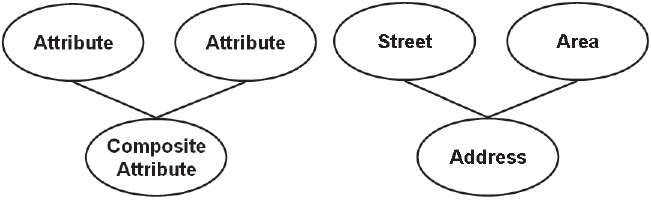 Attribute
Attribute
Street
Area
Composite
Attribute
Address